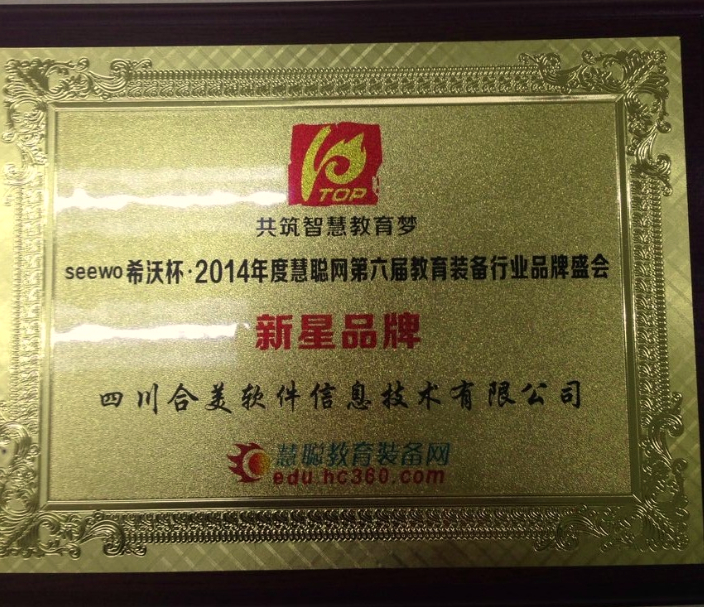 TOP
共筑智慧教育梦
seewo希沃杯·2014年度慧聪网第六届教育装备行业品牌盛会
新星品牌
四川合美软件信息技术有限公司
慧聪教育装备网
edu.hc360.com